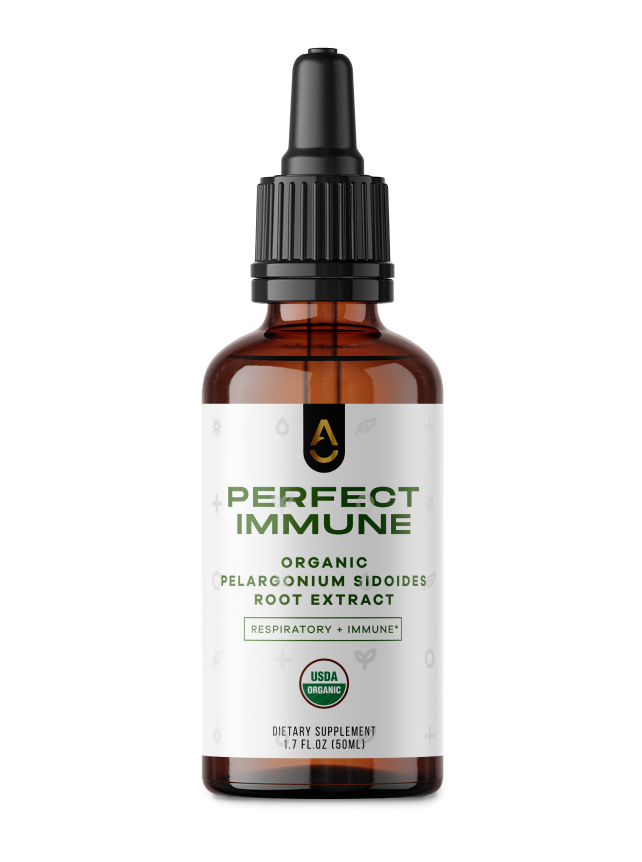 PERFECT
IMMUNE
ORGANIC
PELARGONIUM SIDOIDES
ROOT EXTRACT
RESPIRATORY + IMMUNE*
USDA
ORGANIC
DIETARY SUPPLEMENT
1.7 FL.OZ (50ML)